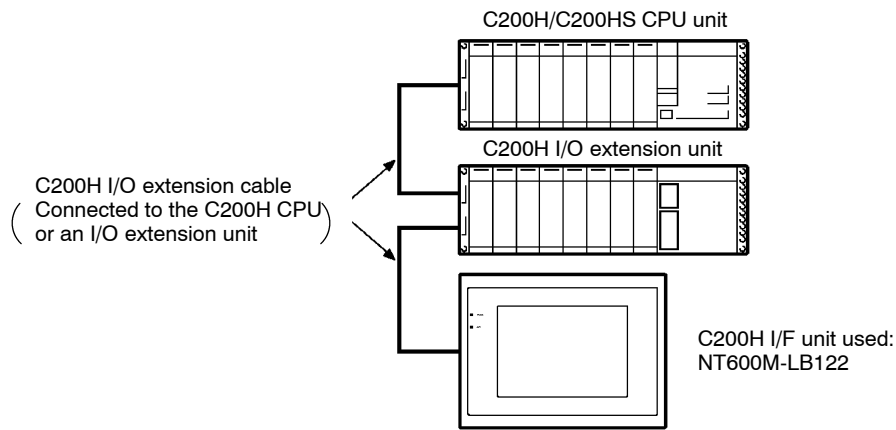 C200H/C200HS CPU unit
C200H I/O extension unit
C200H I/O extension cable
(Connected to the C200H CPU
or an I/O extension unit)
C200H I/F unit used:
NT600M-LB122